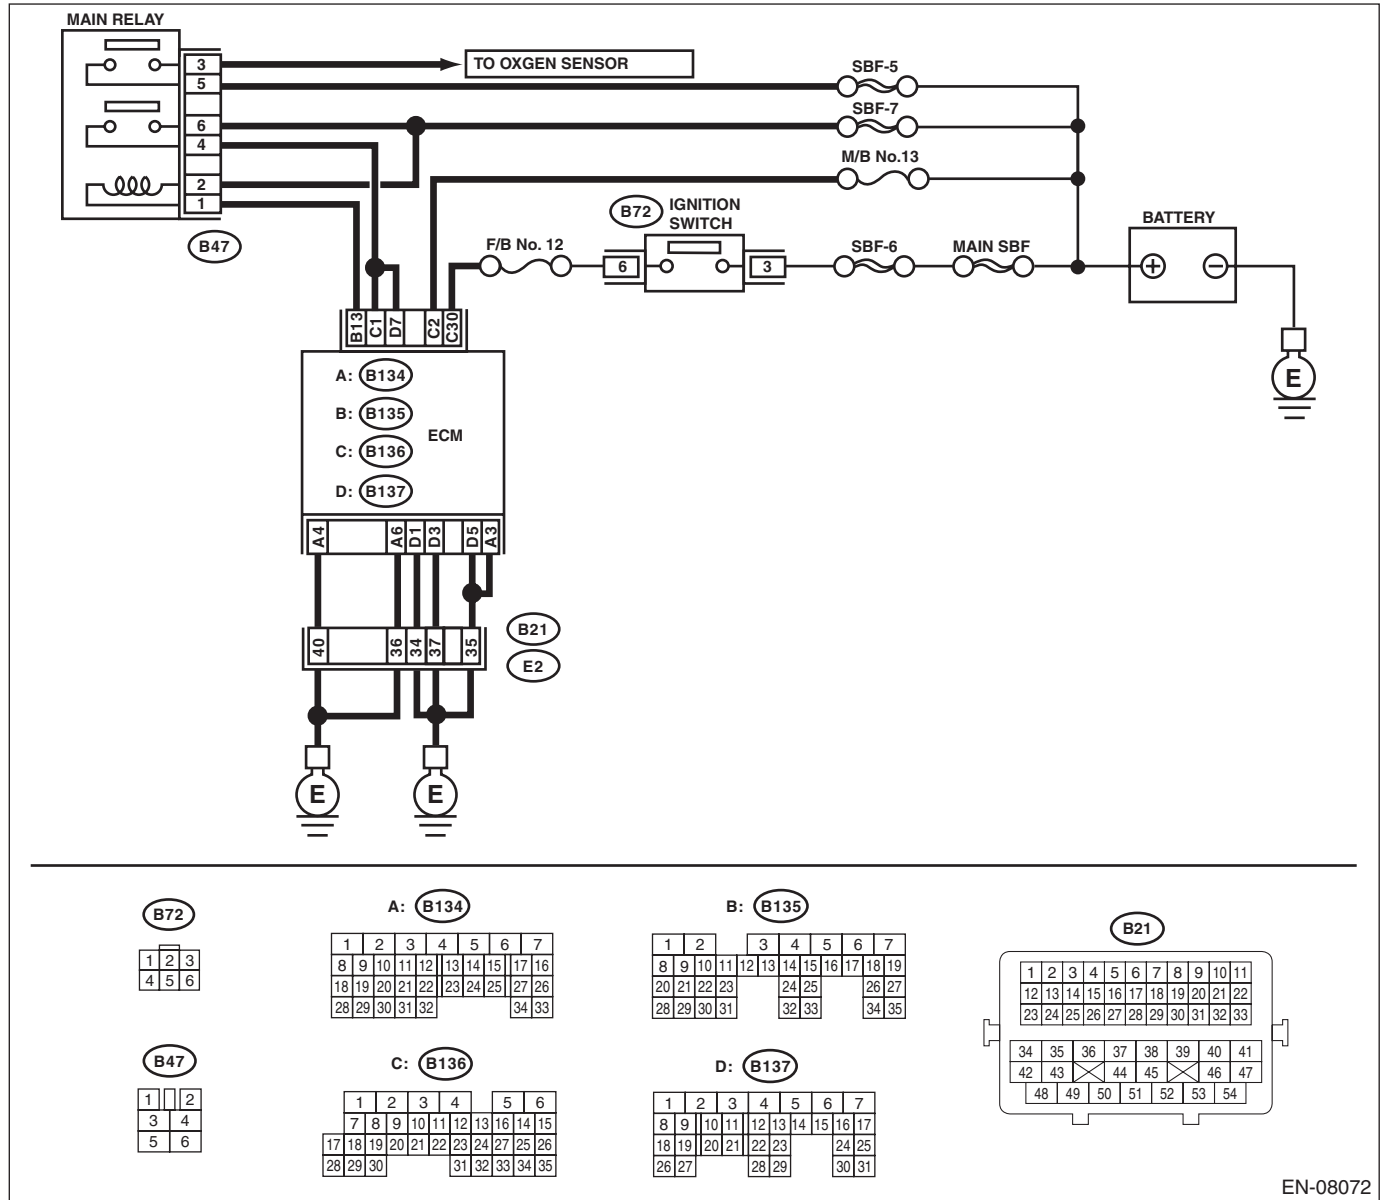 MAIN RELAY
3
TO OXGEN SENSOR
5
SBF-5
6
SBF-7
4
M/B No.13
2
1
B47
B72
IGNITION
SWITCH
BATTERY
F/B No. 12
6
3
SBF-6
MAIN SBF
+
−
E
B13
C1
D7
C2
C30
A: B134
B: B135
ECM
C: B136
D: B137
A4
A6
D1
D3
D5
A3
40
36
34
37
35
B21
E2
E
E
B72
1 2 3
4 5 6
A: B134
1 2 3 4 5 6 7
8 9 10 11 12 13 14 15 17 16
18 19 20 21 22 23 24 25 27 26
28 29 30 31 32 34 33
B: B135
1 2 3 4 5 6 7
8 9 10 11 12 13 14 15 16 17 18 19
20 21 22 23 24 25 26 27
28 29 30 31 32 33 34 35
B21
1 2 3 4 5 6 7 8 9 10 11
12 13 14 15 16 17 18 19 20 21 22
23 24 25 26 27 28 29 30 31 32 33
34 35 36 37 38 39 40 41
42 43 44 45 46 47
48 49 50 51 52 53 54
B47
1 2
3 4
5 6
C: B136
1 2 3 4 5 6
7 8 9 10 11 12 13 16 14 15
17 18 19 20 21 22 23 24 27 25 26
28 29 30 31 32 33 34 35
D: B137
1 2 3 4 5 6 7
8 9 10 11 12 13 14 15 16 17
18 19 20 21 22 23 24 25
26 27 28 29 30 31
EN-08072